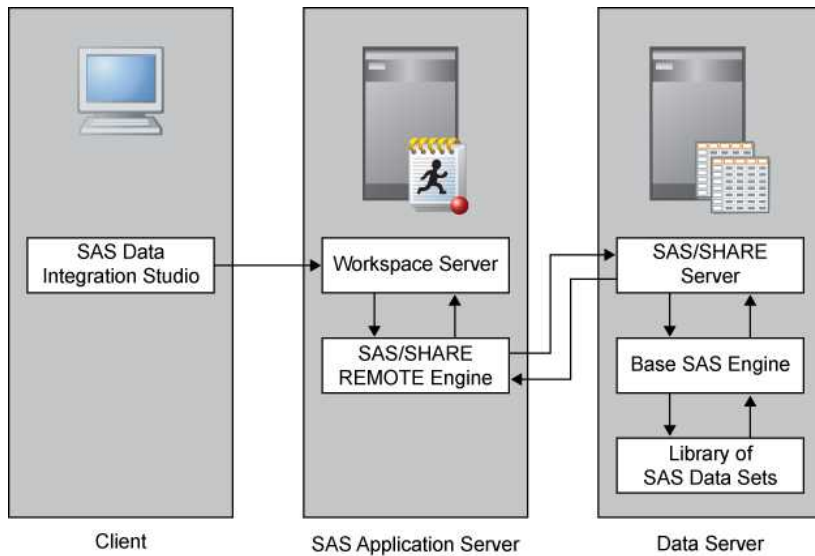 SAS Data
Integration Studio
Workspace Server
SAS/SHARE
REMOTE Engine
SAS/SHARE
Server
Base SAS Engine
Library of
SAS Data Sets
Client
SAS Application Server
Data Server